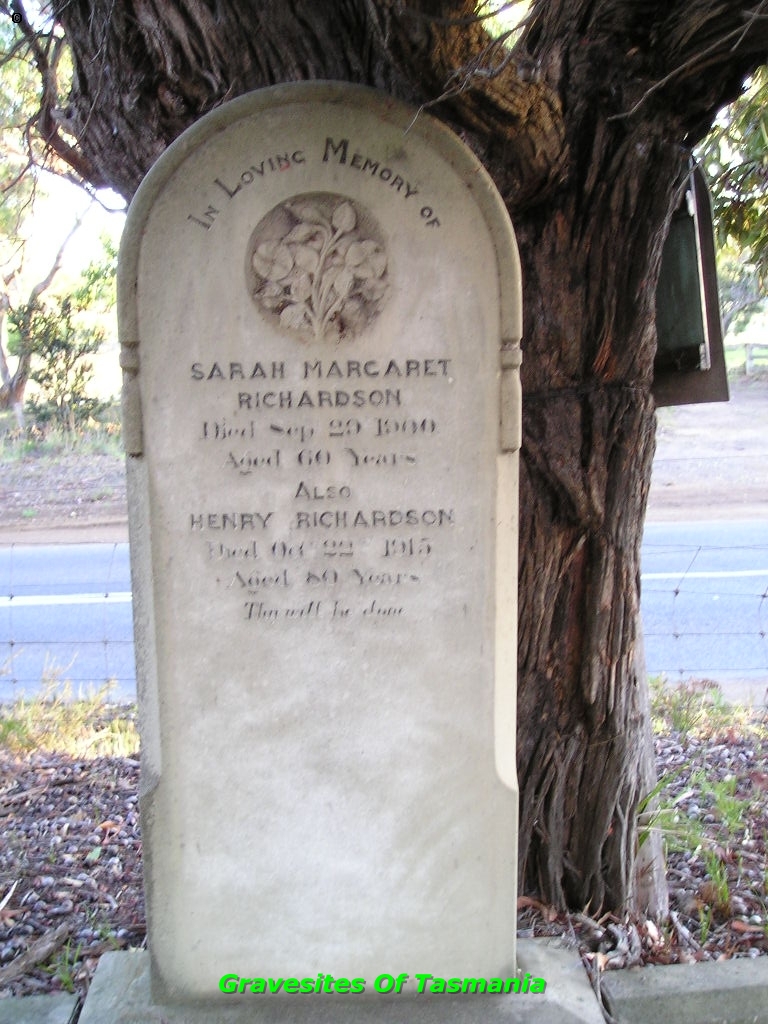 ©
IN LOVING MEMORY OF
SARAH MARGARET
RICHARDSON
Died Sep 29 1900
Aged 60 Years
ALSO
HENRY RICHARDSON
Died Oct 22nd 1915
Aged 80 Years
Thy will be done
Gravesites Of Tasmania